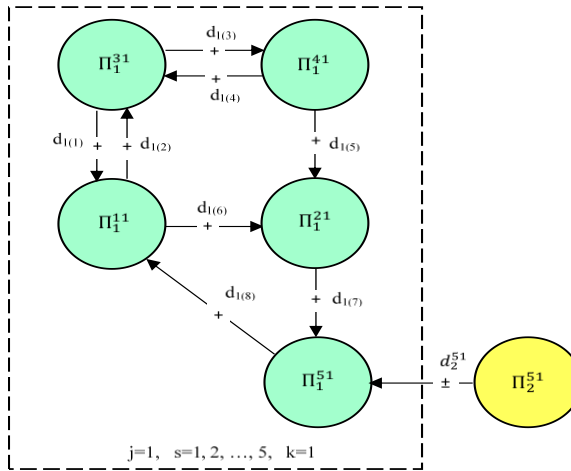 d₁₍₃₎
+
Π₁³¹ Π₁⁴¹
+
d₁₍₄₎
d₁₍₁₎ + + d₁₍₂₎ + d₁₍₅₎
d₁₍₆₎
Π₁¹¹ + Π₁²¹
d₁₍₈₎ + d₁₍₇₎
+
d₂⁵¹
Π₁⁵¹ ± Π₂⁵¹
j=1, s=1, 2, …, 5, k=1